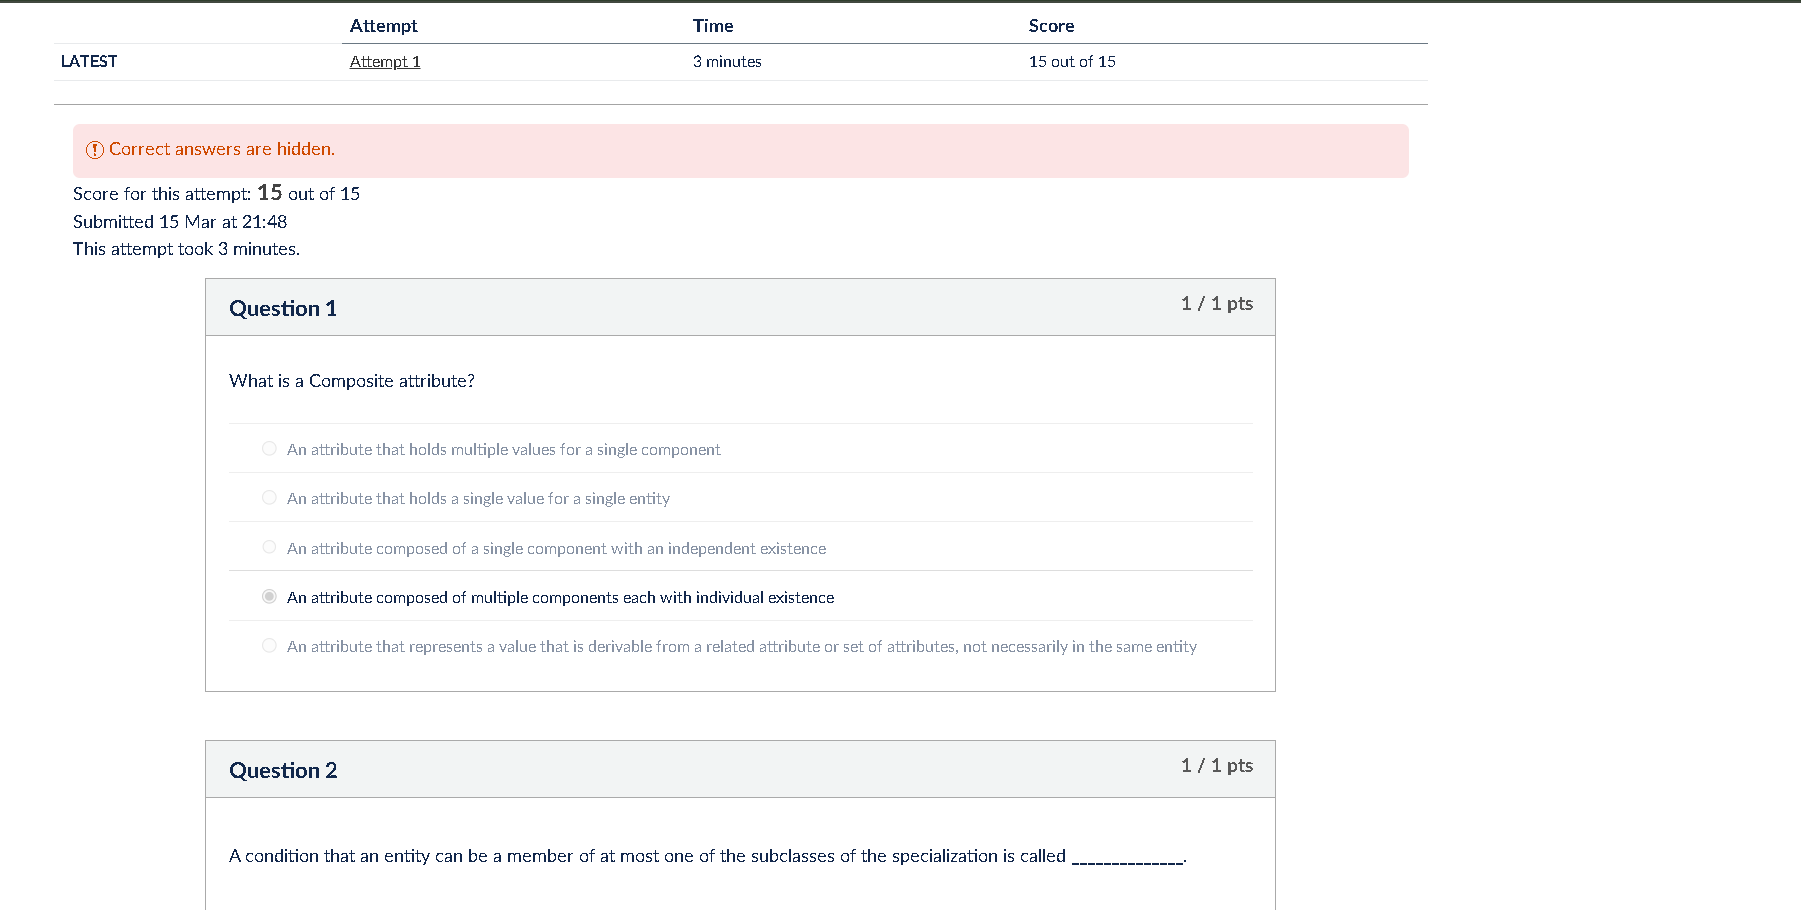 Attempt Time Score
LATEST Attempt 1 3 minutes 15 out of 15
Correct answers are hidden.
Score for this attempt: 15 out of 15
Submitted 15 Mar at 21:48
This attempt took 3 minutes.
Question 1 1 / 1 pts
What is a Composite attribute?
An attribute that holds multiple values for a single component
An attribute that holds a single value for a single entity
An attribute composed of a single component with an independent existence
An attribute composed of multiple components each with individual existence
An attribute that represents a value that is derivable from a related attribute or set of attributes, not necessarily in the same entity
Question 2 1 / 1 pts
A condition that an entity can be a member of at most one of the subclasses of the specialization is called ______________.